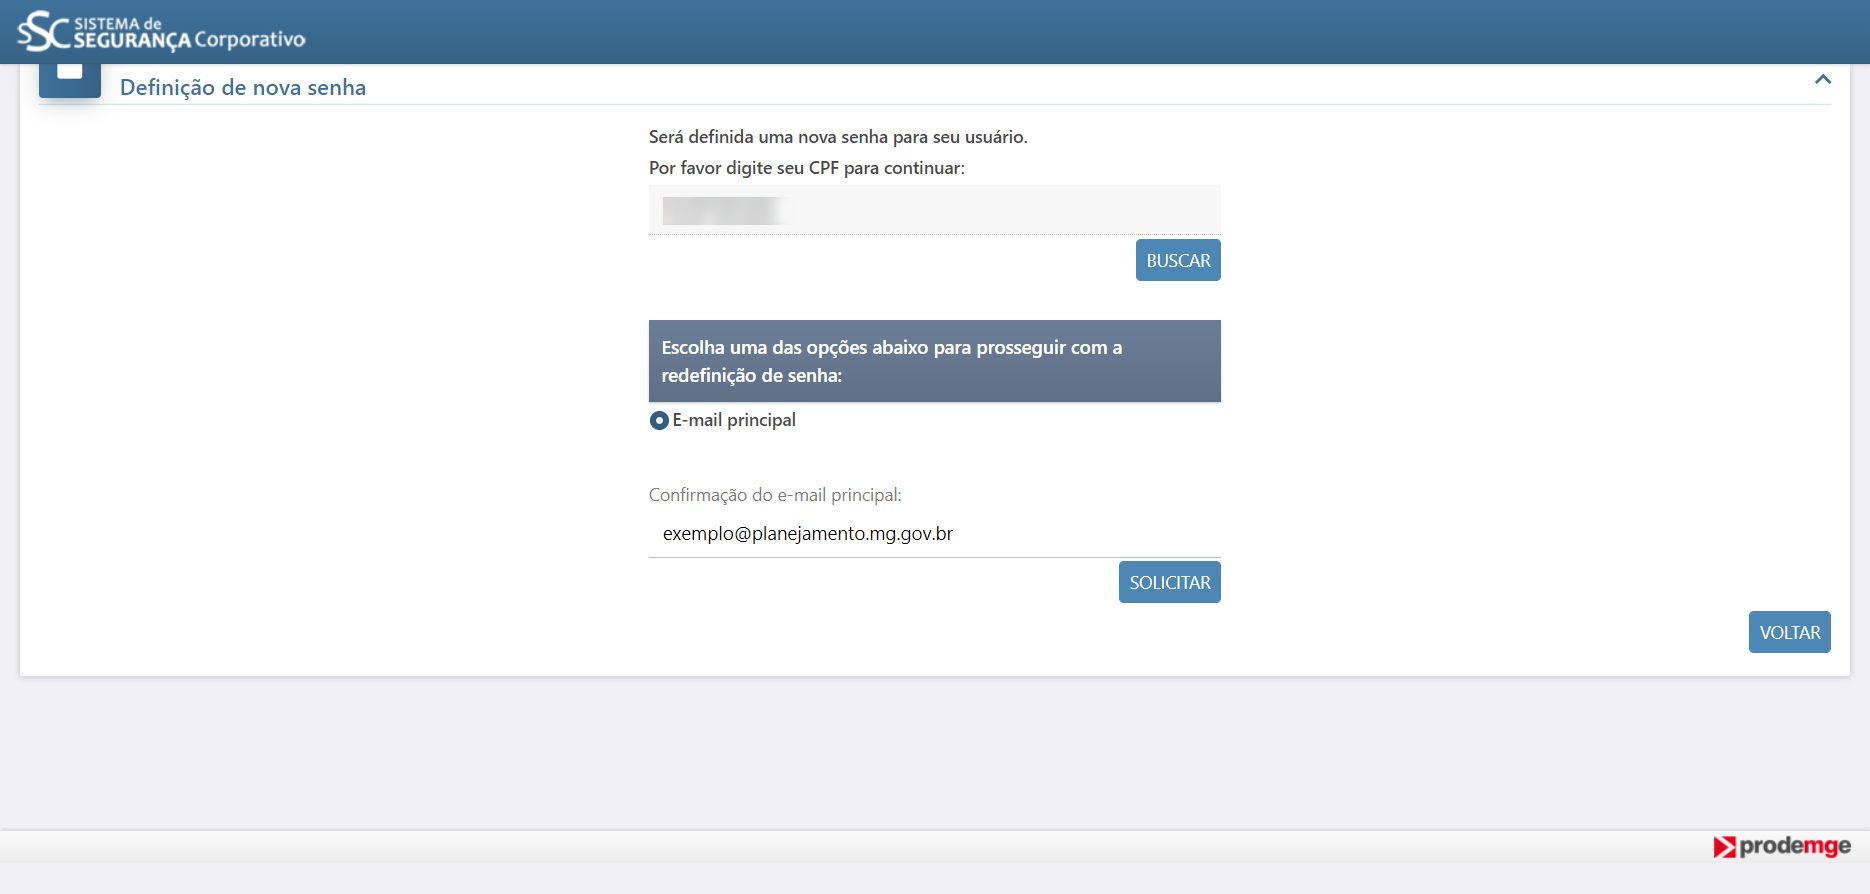 SSC SISTEMA de
SEGURANÇA Corporativo
Definição de nova senha
Será definida uma nova senha para seu usuário.
Por favor digite seu CPF para continuar:
BUSCAR
Escolha uma das opções abaixo para prosseguir com a
redefinição de senha:
E-mail principal
Confirmação do e-mail principal:
exemplo@planejamento.mg.gov.br
SOLICITAR
VOLTAR
prodemge